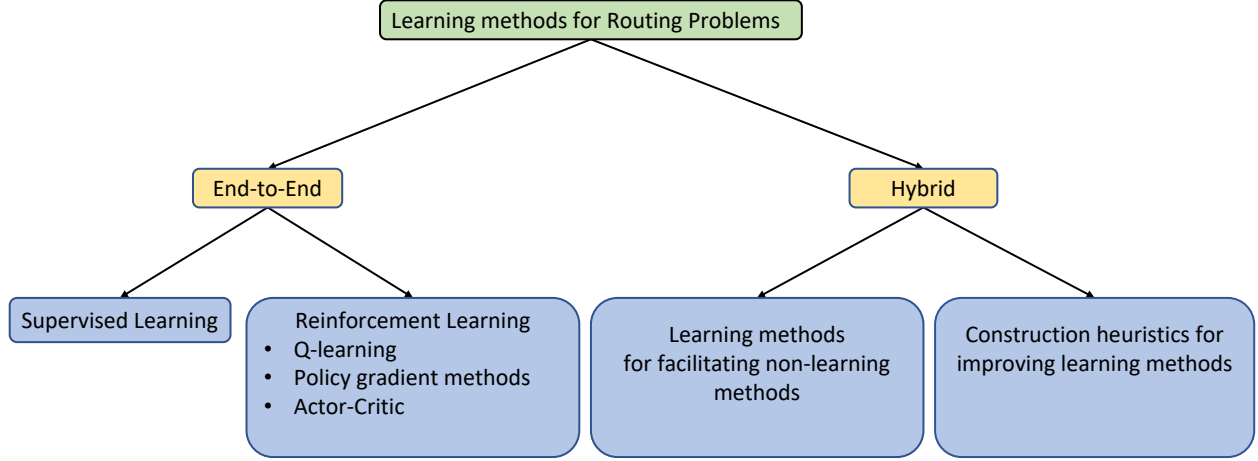 Learning methods for Routing Problems
End-to-End
Hybrid
Supervised Learning
Reinforcement Learning
• Q-learning
• Policy gradient methods
• Actor-Critic
Learning methods
for facilitating non-learning
methods
Construction heuristics for
improving learning methods